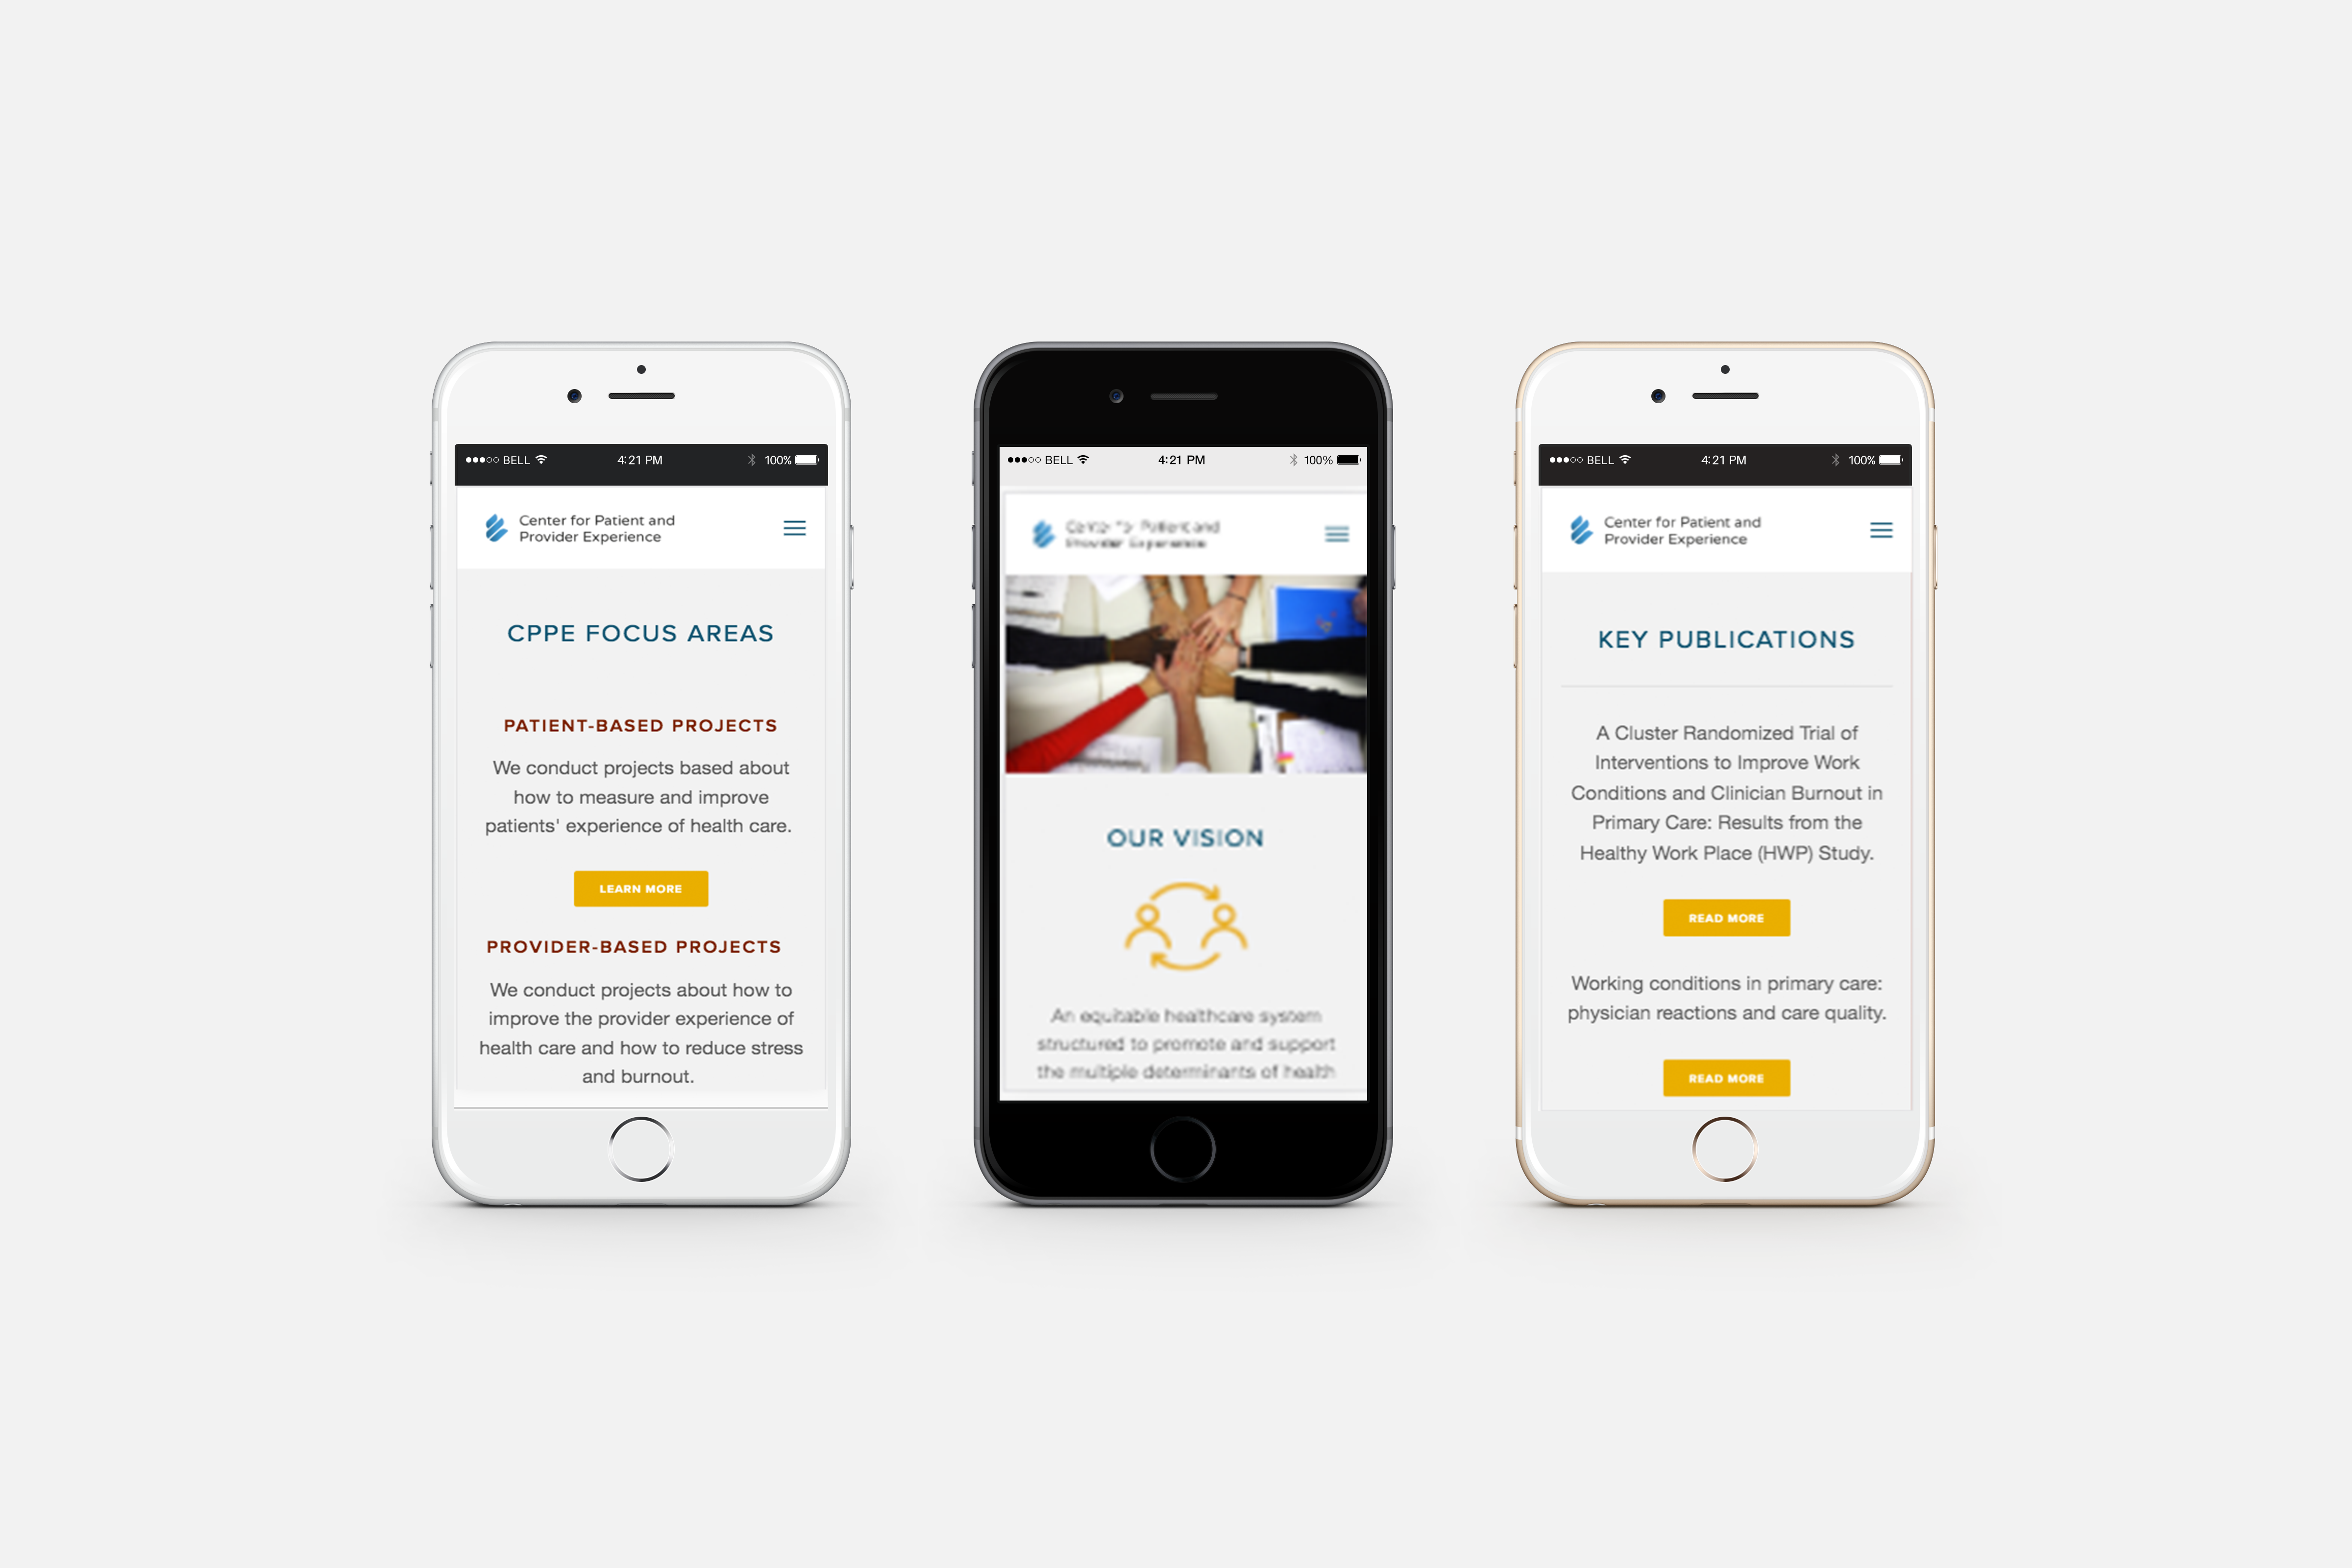 BELL
4:21 PM
100%
Center for Patient and
Provider Experience
CPPE FOCUS AREAS
PATIENT-BASED PROJECTS
We conduct projects based about
how to measure and improve
patients' experience of health care.
LEARN MORE
PROVIDER-BASED PROJECTS
We conduct projects about how to
improve the provider experience of
health care and how to reduce stress
and burnout.
BELL
4:21 PM
100%
Center for Patient and
Provider Experience
OUR VISION
An equitable healthcare system
structured to promote and support
the multiple determinants of health
BELL
4:21 PM
100%
Center for Patient and
Provider Experience
KEY PUBLICATIONS
A Cluster Randomized Trial of
Interventions to Improve Work
Conditions and Clinician Burnout in
Primary Care: Results from the
Healthy Work Place (HWP) Study.
READ MORE
Working conditions in primary care:
physician reactions and care quality.
READ MORE